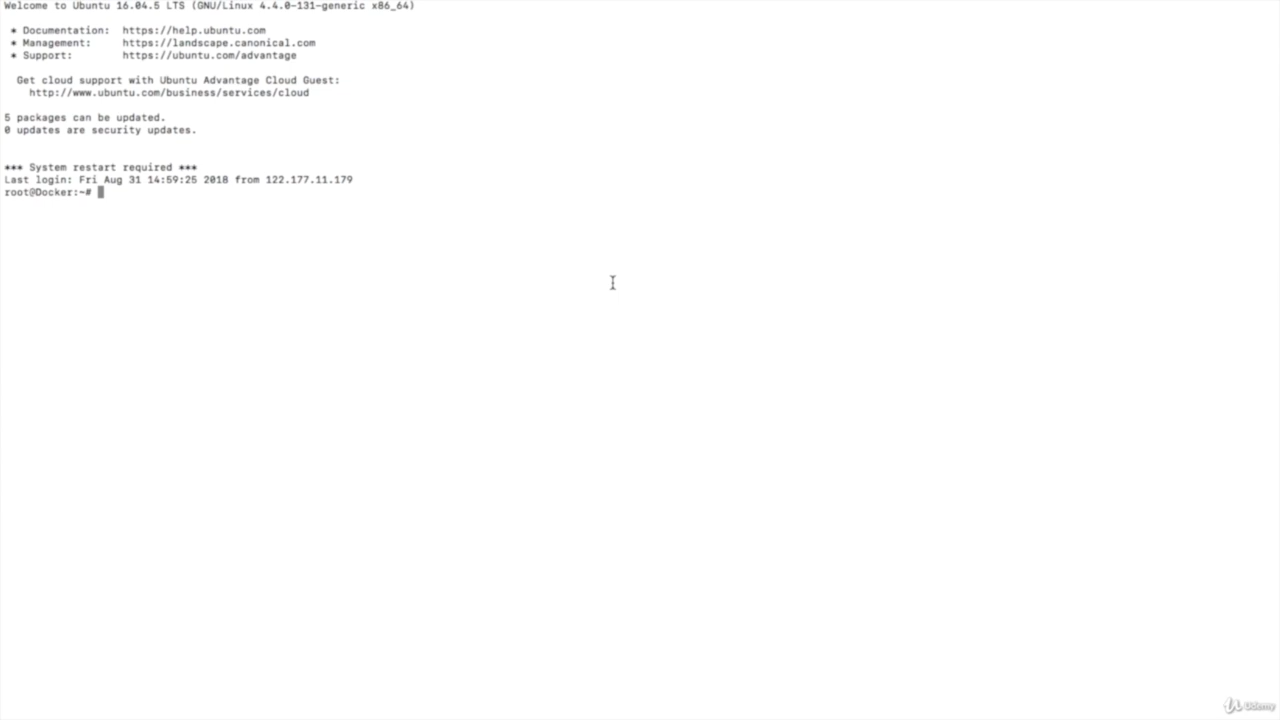 Welcome to Ubuntu 16.04.5 LTS (GNU/Linux 4.4.0-131-generic x86_64)
* Documentation: https://help.ubuntu.com
* Management: https://landscape.canonical.com
* Support: https://ubuntu.com/advantage
Get cloud support with Ubuntu Advantage Cloud Guest:
http://www.ubuntu.com/business/services/cloud
5 packages can be updated.
0 updates are security updates.
*** System restart required ***
Last login: Fri Aug 31 14:59:25 2018 from 122.177.11.179
root@Docker:~#
Udemy